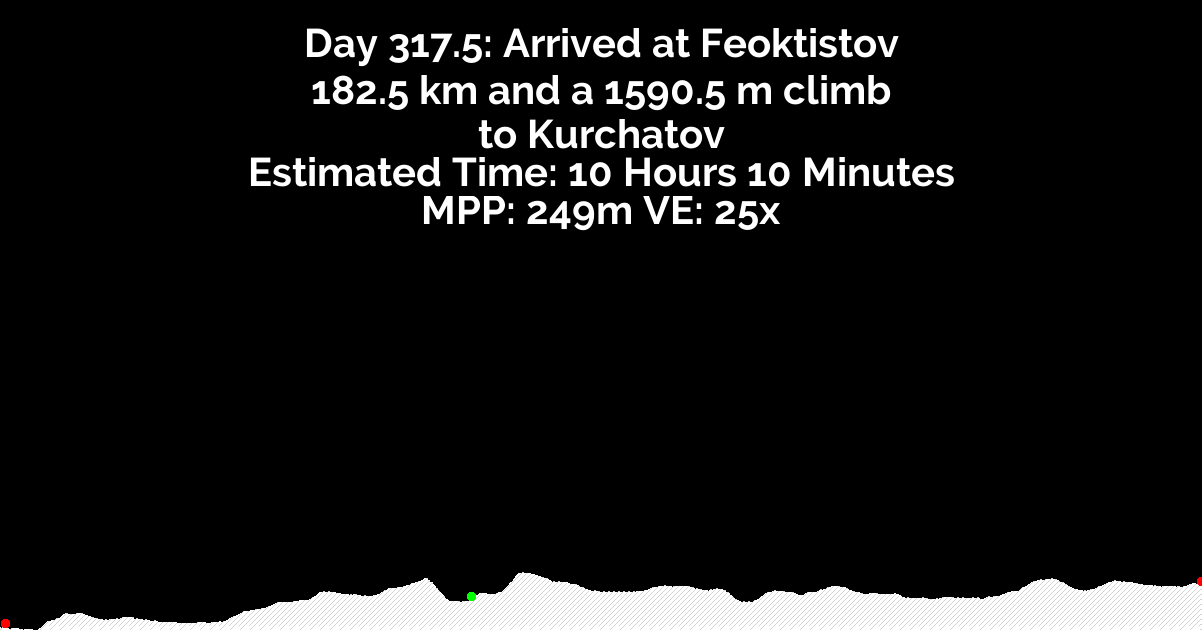 Day 317.5: Arrived at Feoktistov
182.5 km and a 1590.5 m climb
to Kurchatov
Estimated Time: 10 Hours 10 Minutes
MPP: 249m VE: 25x